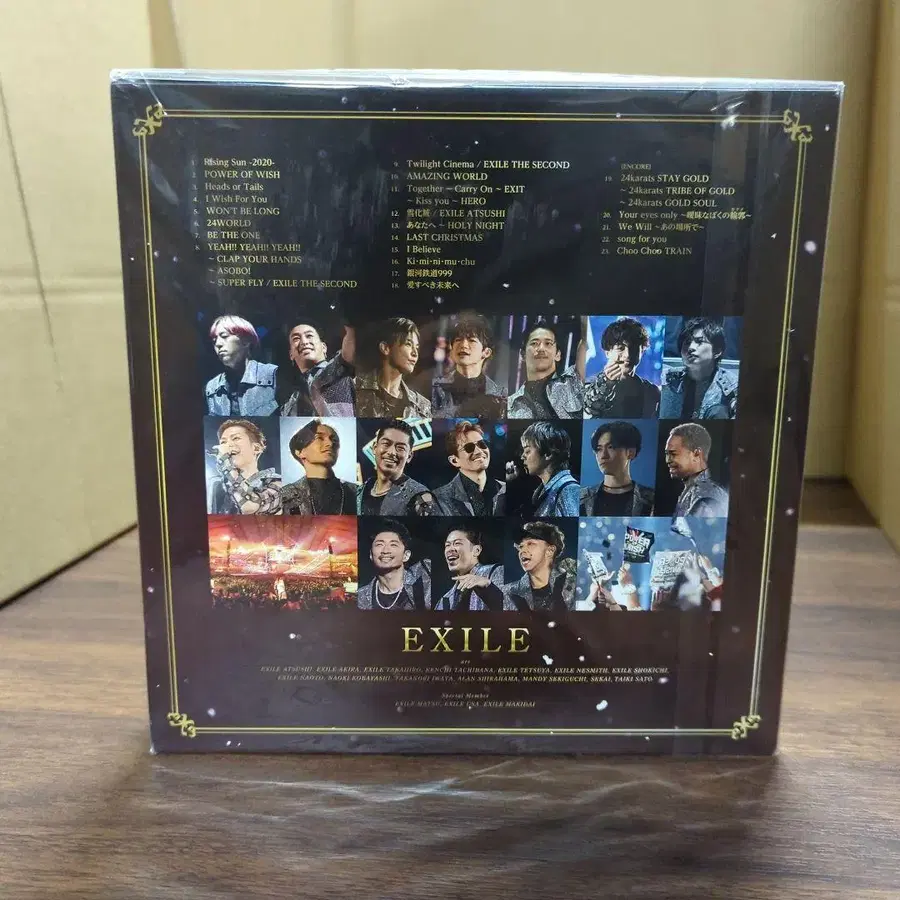 1. Rising Sun -2020-
2. POWER OF WISH
3. Heads or Tails
4. I Wish For You
5. WON'T BE LONG
6. 24WORLD
7. BE THE ONE
8. YEAH!! YEAH!! YEAH!!
~ CLAP YOUR HANDS
~ ASOBO!
~ SUPER FLY / EXILE THE SECOND
9. Twilight Cinema / EXILE THE SECOND
10. AMAZING WORLD
11. Together ~ Carry On ~ EXIT
~ Kiss you ~ HERO
12. 雪化粧 / EXILE ATSUSHI
13. あなたへ ~ HOLY NIGHT
14. LAST CHRISTMAS
15. I Believe
16. Ki•mi•ni•mu•chu
17. 銀河鉄道999
18. 愛すべき未来へ
[ENCORE]
19. 24karats STAY GOLD
~ 24karats TRIBE OF GOLD
~ 24karats GOLD SOUL
20. Your eyes only ~曖昧なぼくの輪郭~
21. We Will ~あの場所で~
22. song for you
23. Choo Choo TRAIN
EXILE
are
EXILE ATSUSHI, EXILE AKIRA, EXILE TAKAHIRO, KENCHI TACHIBANA, EXILE TETSUYA, EXILE NESMITH, EXILE SHOKICHI,
EXILE NAOTO, NAOKI KOBAYASHI, TAKANORI IWATA, ALAN SHIRAHAMA, MANDY SEKIGUCHI, SEKAI, TAIKI SATO
Special Member
EXILE MATSU, EXILE USA, EXILE MAKIDAI